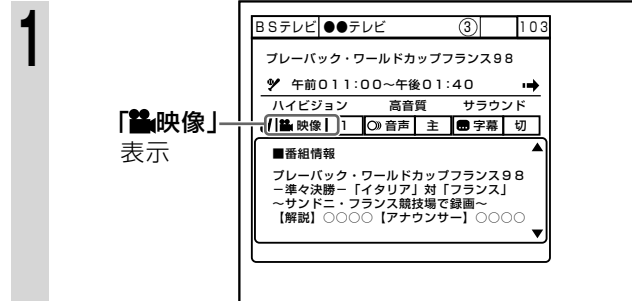 1
BSテレビ ●●テレビ ③ 103
プレーバック・ワールドカップフランス98
午前011:00～午後01:40
ハイビジョン 高音質 サラウンド
映像 1 音声 主 字幕 切
「映像」
表示
■番組情報
プレーバック・ワールドカップフランス98
－準々決勝－「イタリア」対「フランス」
～サンドニ・フランス競技場で録画～
【解説】○○○○【アナウンサー】○○○○